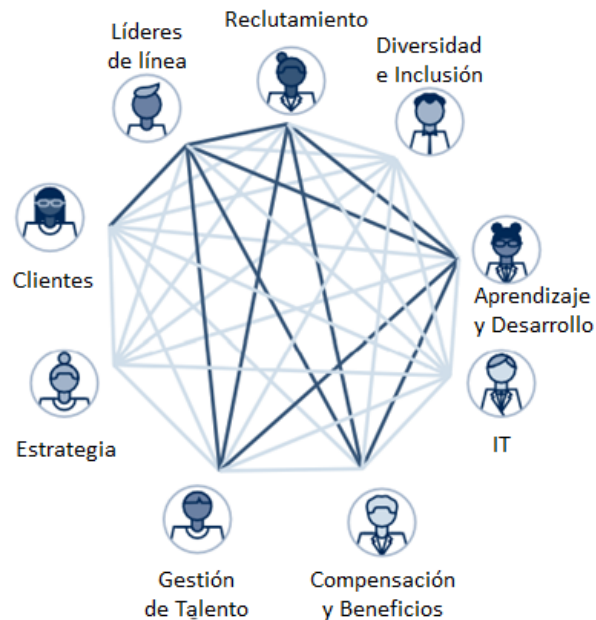 Reclutamiento
Líderes
de línea
Diversidad
e Inclusión
Clientes
Aprendizaje
y Desarrollo
Estrategia
IT
Gestión
de Talento
Compensación
y Beneficios